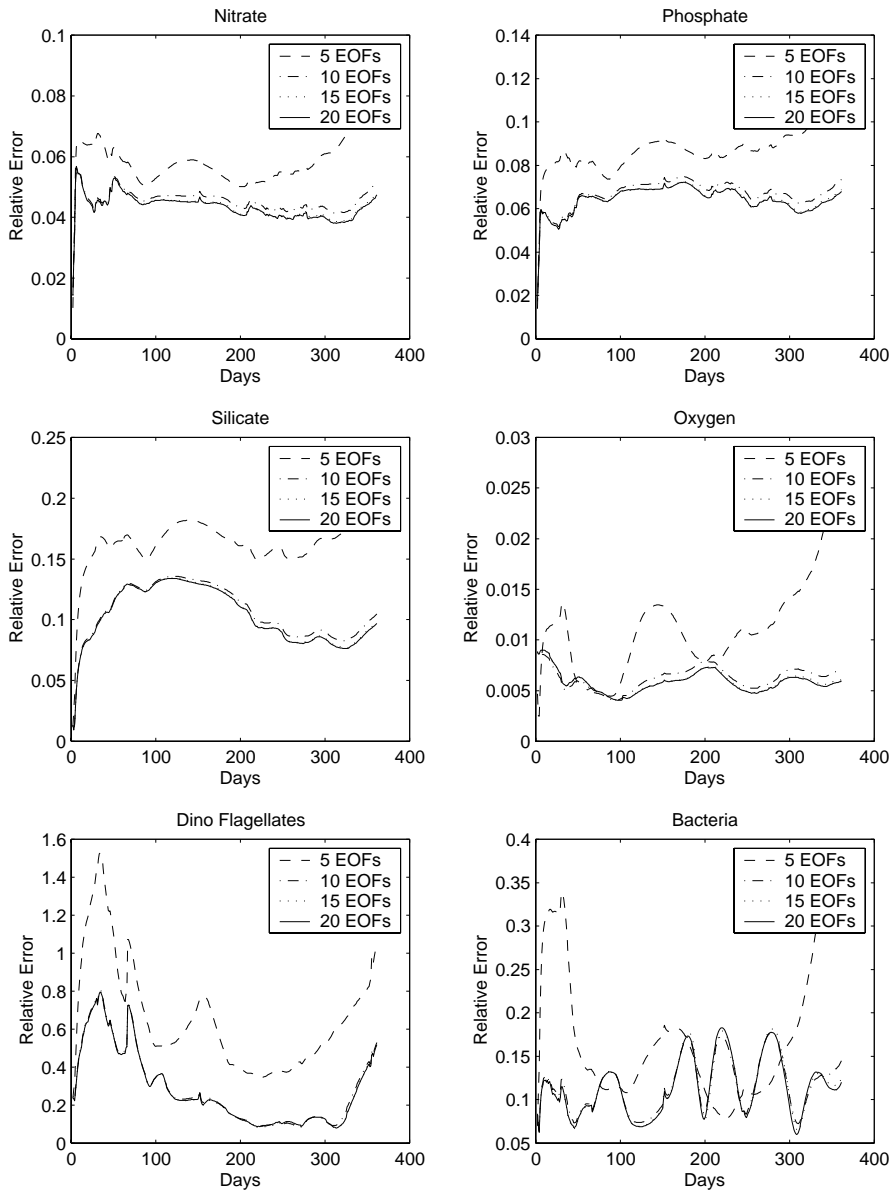 Nitrate
0.1
0.08
0.06
0.04
0.02
0
0 100 200 300 400
Relative Error
Days
5 EOFs
10 EOFs
15 EOFs
20 EOFs
Phosphate
0.14
0.12
0.1
0.08
0.06
0.04
0.02
0
0 100 200 300 400
Relative Error
Days
5 EOFs
10 EOFs
15 EOFs
20 EOFs
Silicate
0.25
0.2
0.15
0.1
0.05
0
0 100 200 300 400
Relative Error
Days
5 EOFs
10 EOFs
15 EOFs
20 EOFs
Oxygen
0.03
0.025
0.02
0.015
0.01
0.005
0
0 100 200 300 400
Relative Error
Days
5 EOFs
10 EOFs
15 EOFs
20 EOFs
Dino Flagellates
1.6
1.4
1.2
1
0.8
0.6
0.4
0.2
0
0 100 200 300 400
Relative Error
Days
5 EOFs
10 EOFs
15 EOFs
20 EOFs
Bacteria
0.4
0.35
0.3
0.25
0.2
0.15
0.1
0.05
0 100 200 300 400
Relative Error
Days
5 EOFs
10 EOFs
15 EOFs
20 EOFs